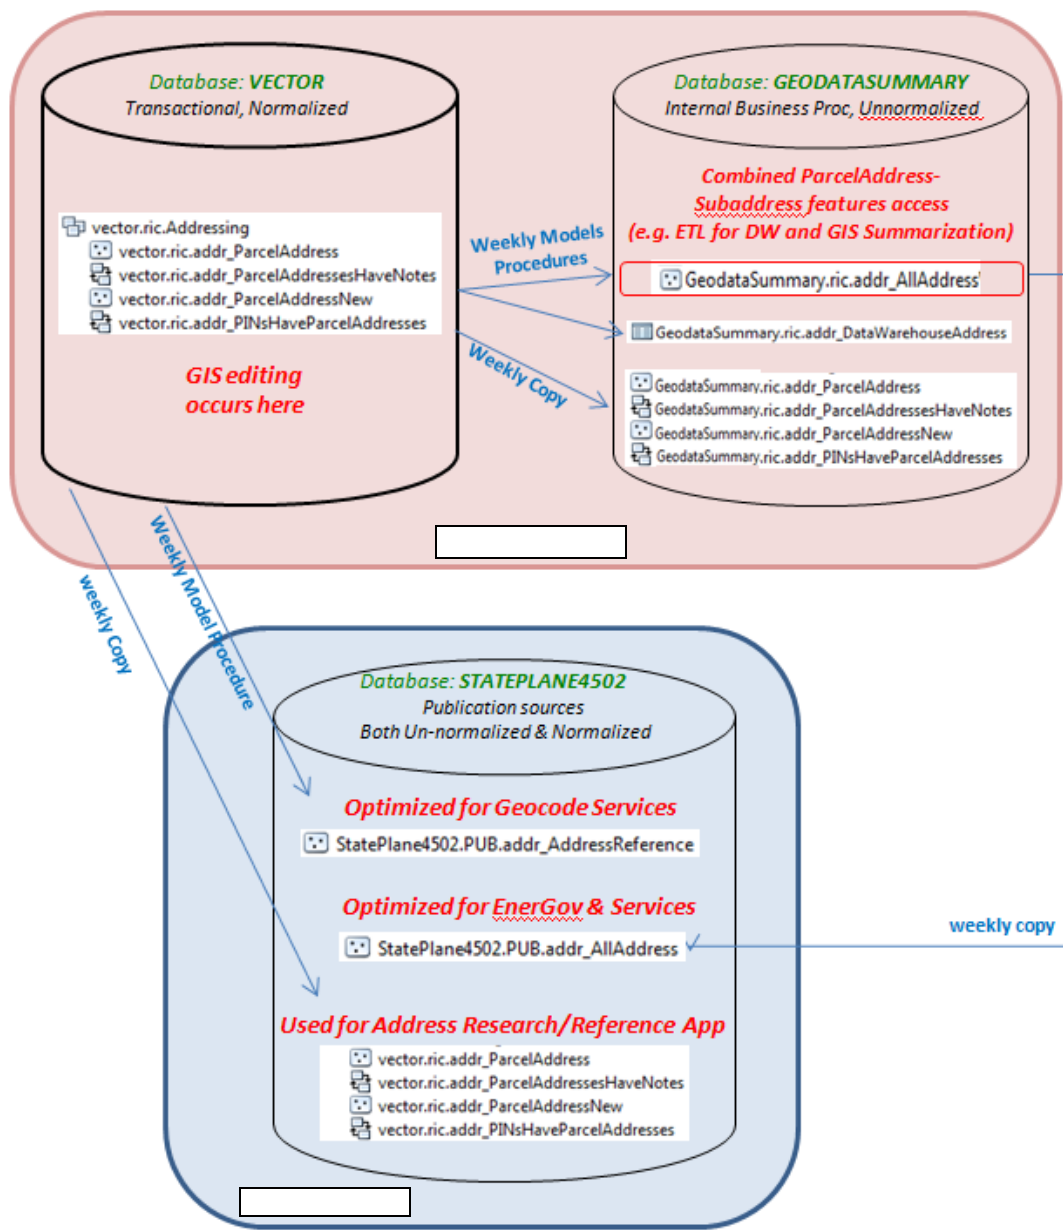 Database: VECTOR
Transactional, Normalized
vector.ric.Addressing
vector.ric.addr_ParcelAddress
vector.ric.addr_ParcelAddressesHaveNotes
vector.ric.addr_ParcelAddressNew
vector.ric.addr_PINsHaveParcelAddresses
GIS editing
occurs here
Weekly Models
Procedures
Weekly Copy
Database: GEODATASUMMARY
Internal Business Proc, Unnormalized
Combined ParcelAddress-
Subaddress features access
(e.g. ETL for DW and GIS Summarization)
GeodataSummary.ric.addr_AllAddress
GeodataSummary.ric.addr_DataWarehouseAddress
GeodataSummary.ric.addr_ParcelAddress
GeodataSummary.ric.addr_ParcelAddressesHaveNotes
GeodataSummary.ric.addr_ParcelAddressNew
GeodataSummary.ric.addr_PINsHaveParcelAddresses
weekly Copy
Weekly Model Procedure
Database: STATEPLANE4502
Publication sources
Both Un-normalized & Normalized
Optimized for Geocode Services
StatePlane4502.PUB.addr_AddressReference
Optimized for EnerGov & Services
StatePlane4502.PUB.addr_AllAddress
weekly copy
Used for Address Research/Reference App
vector.ric.addr_ParcelAddress
vector.ric.addr_ParcelAddressesHaveNotes
vector.ric.addr_ParcelAddressNew
vector.ric.addr_PINsHaveParcelAddresses